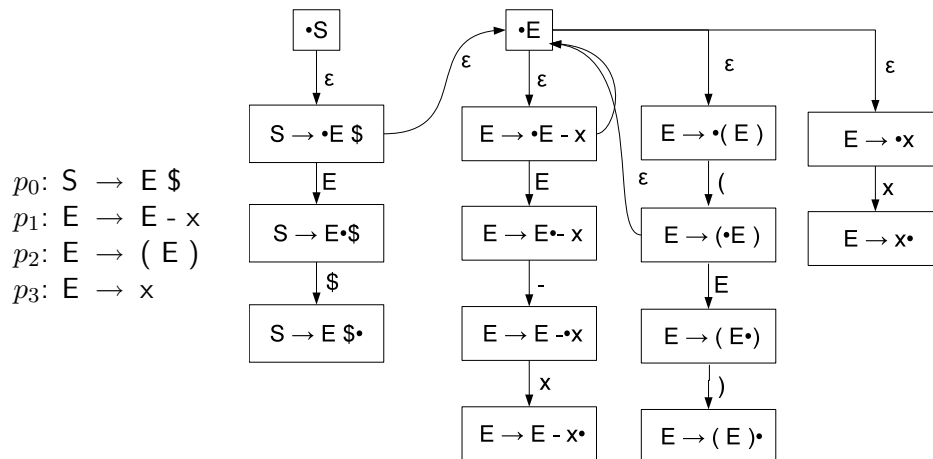 p0: S → E $
p1: E → E - x
p2: E → ( E )
p3: E → x
•S
ε
S → •E $
E
S → E•$
$
S → E $•
ε
•E
ε
E → •E - x
E
E → E•- x
-
E → E -•x
x
E → E - x•
ε
E → •( E )
(
ε
E → (•E )
E
E → ( E•)
)
E → ( E )•
ε
E → •x
x
E → x•